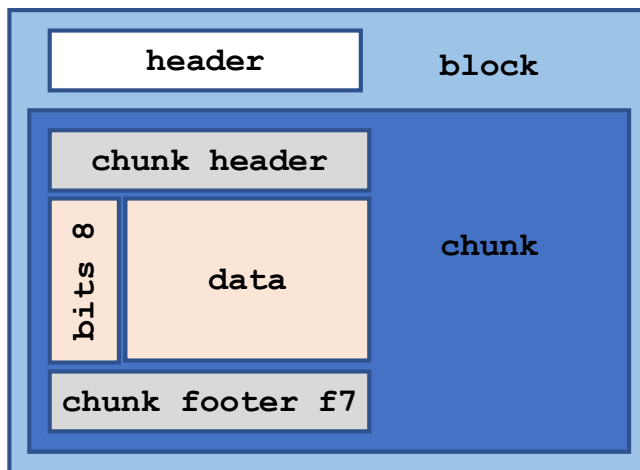 header
block
chunk header
chunk
bits 8
data
chunk footer f7